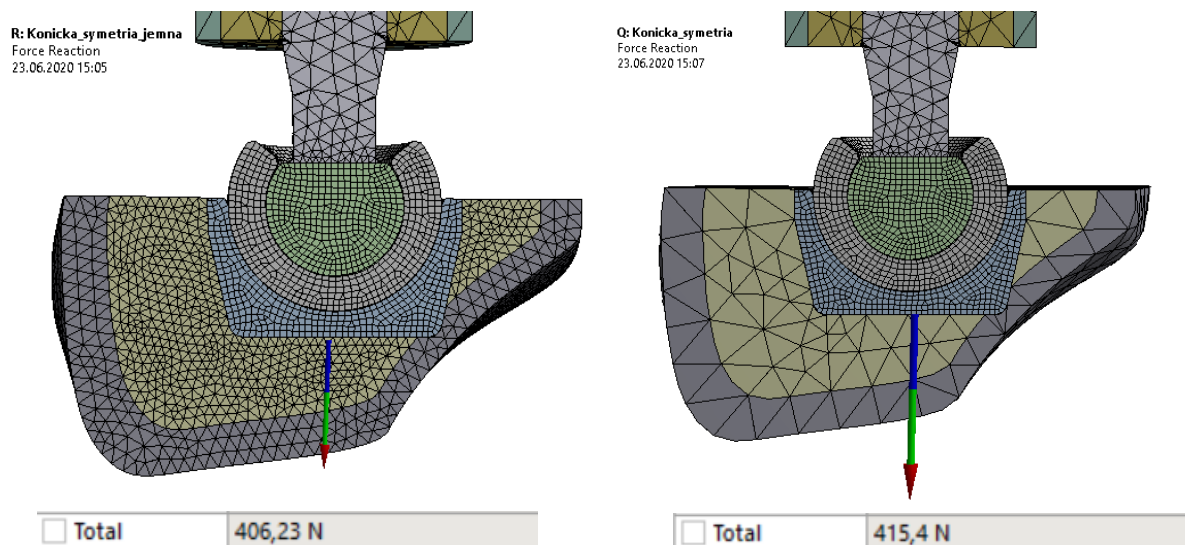 R: Konicka_symetria_jemna
Force Reaction
23.06.2020 15:05
Q: Konicka_symetria
Force Reaction
23.06.2020 15:07
Total 406,23 N
Total 415,4 N